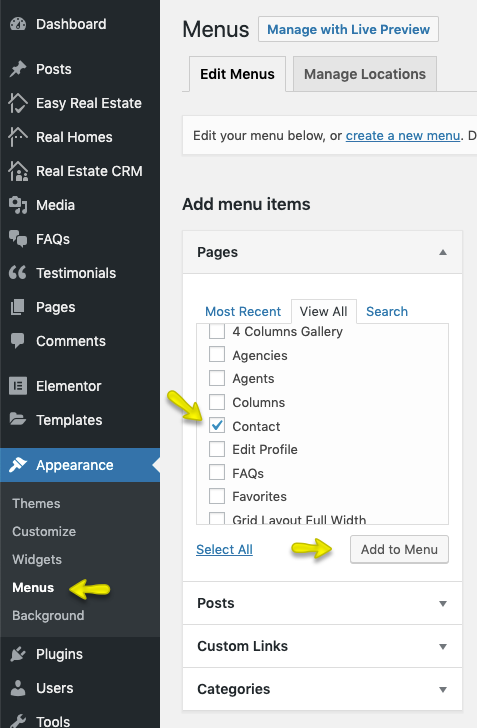 Dashboard
Posts
Easy Real Estate
Real Homes
Real Estate CRM
Media
FAQs
Testimonials
Pages
Comments
Elementor
Templates
Appearance
Themes
Customize
Widgets
Menus
Background
Plugins
Users
Tools
Menus
Manage with Live Preview
Edit Menus
Manage Locations
Edit your menu below, or create a new menu. D
Add menu items
Pages
Most Recent
View All
Search
4 Columns Gallery
Agencies
Agents
Columns
Contact
Edit Profile
FAQs
Favorites
Grid Layout Full Width
Select All
Add to Menu
Posts
Custom Links
Categories